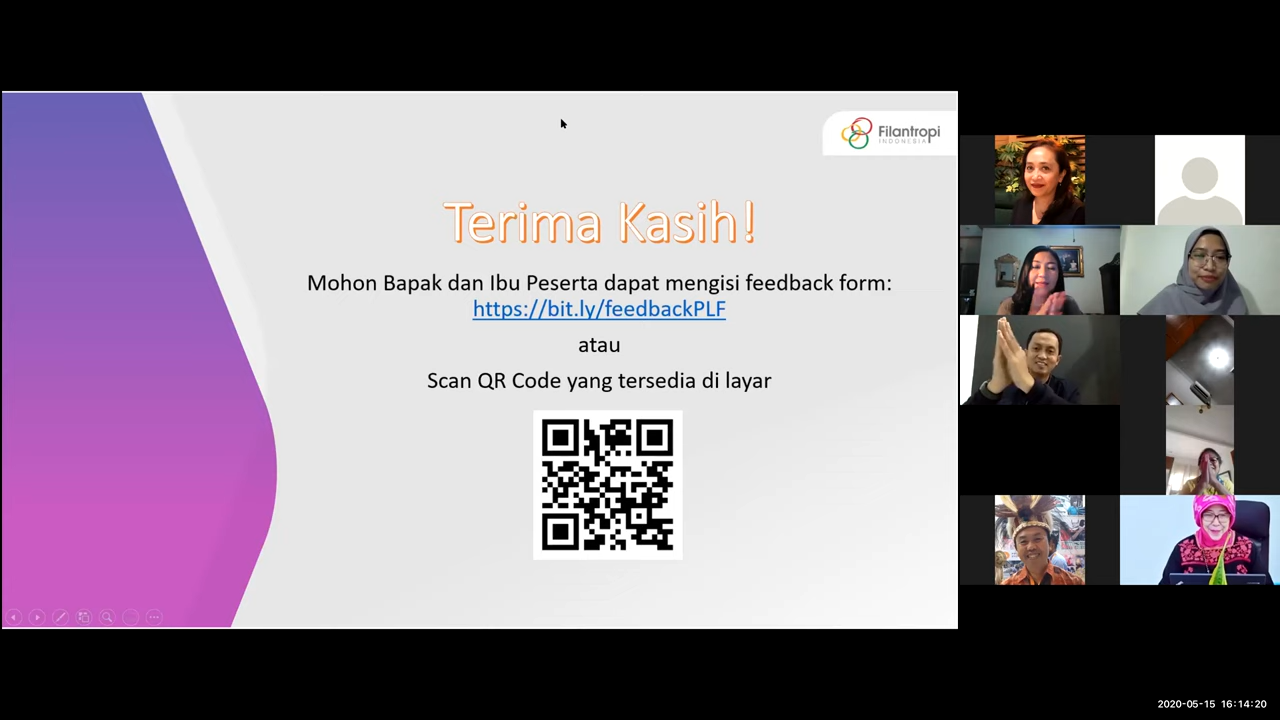 Filantropi
INDONESIA
Terima Kasih!
Mohon Bapak dan Ibu Peserta dapat mengisi feedback form:
https://bit.ly/feedbackPLF
atau
Scan QR Code yang tersedia di layar
2020-05-15 16:14:20